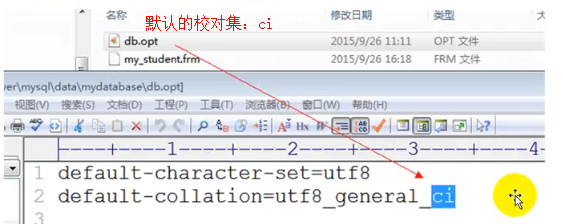 名称
修改日期
类型
大
默认的校对集：ci
db.opt
2015/9/26 11:11
OPT 文件
my_student.frm
2015/9/26 16:18
FRM 文件
ver\mysql\data\mydatabase\db.opt]
视图(V) 搜索(S) 文档(D) 工程(P) 工具(T) 浏览器(B) 窗口(W) 帮助(H)
----+----1----+----2----+----3----+----4-
1 default-character-set=utf8
2 default-collation=utf8_general_ci